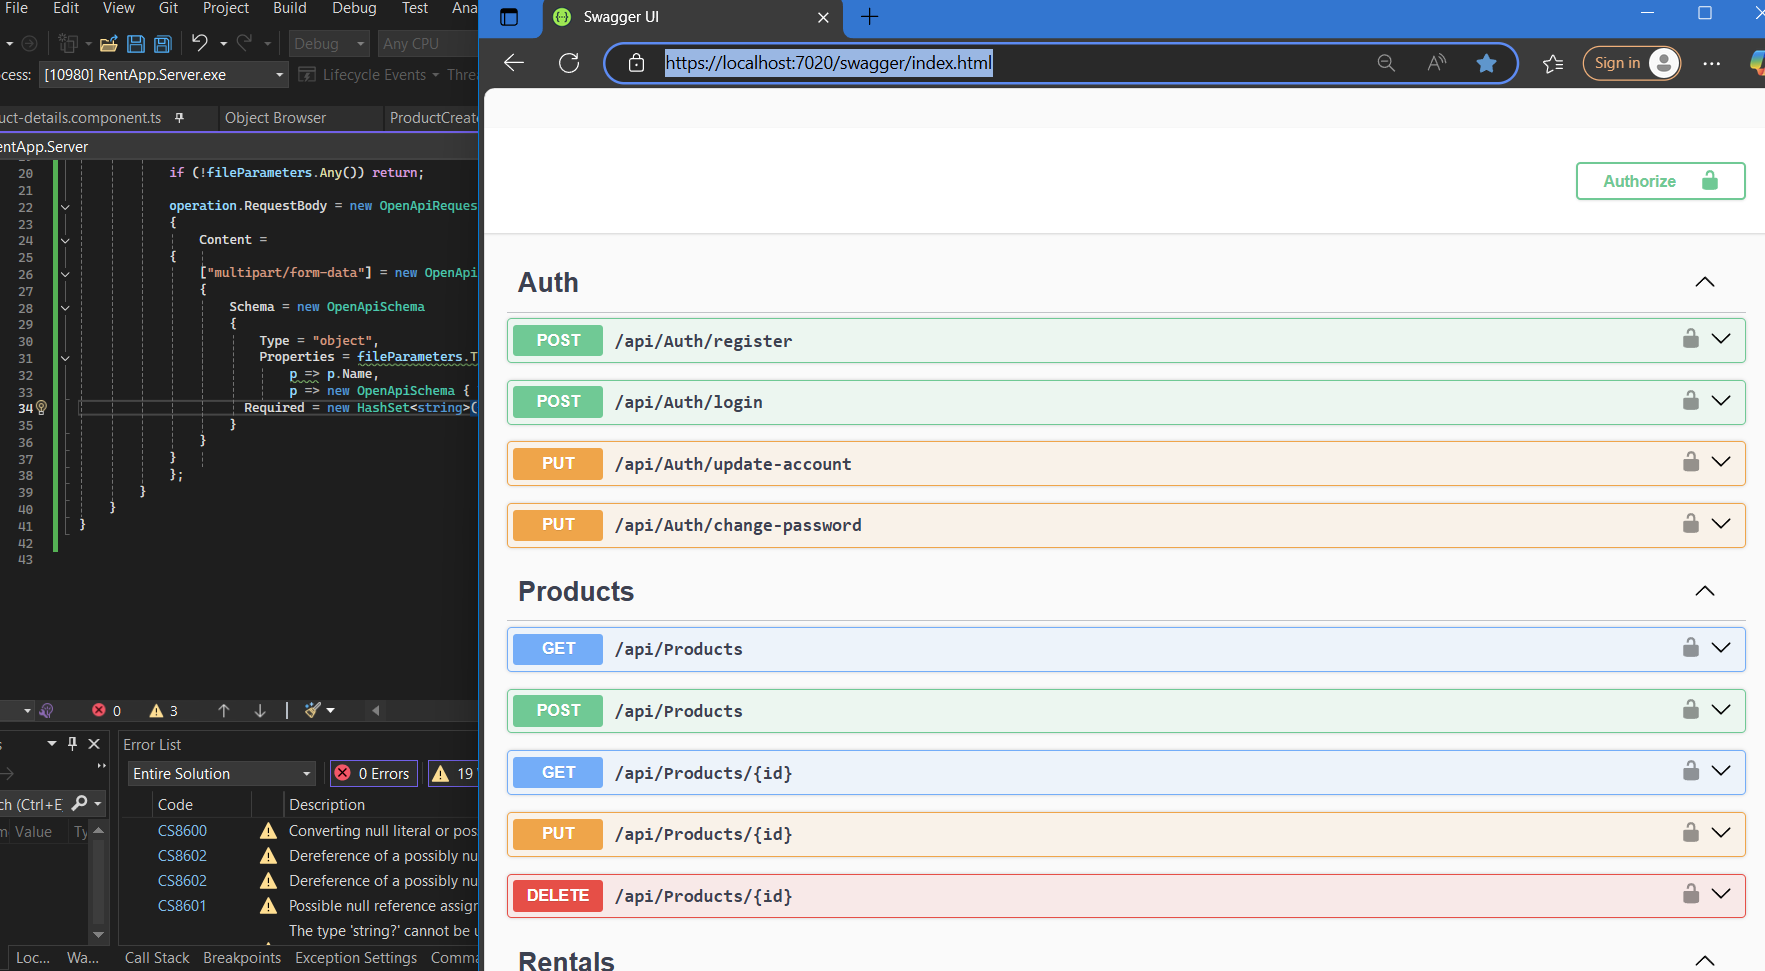 File Edit View Git Project Build Debug Test Ana
Debug Any CPU
cess: [10980] RentApp.Server.exe Lifecycle Events Threa
uct-details.component.ts Object Browser ProductCreate
entApp.Server
20 if (!fileParameters.Any()) return;
21
22 operation.RequestBody = new OpenApiReques
23 {
24 Content =
25 {
26 ["multipart/form-data"] = new OpenApi
27 {
28 Schema = new OpenApiSchema
29 {
30 Type = "object",
31 Properties = fileParameters.T
32 p => p.Name,
33 p => new OpenApiSchema {
34 Required = new HashSet<string>(
35 }
36 }
37 }
38 };
39 }
40 }
41 }
42
43
0 3
Error List
Entire Solution 0 Errors 19
ch (Ctrl+E
Code Description
Value Ty
CS8600 Converting null literal or pos
CS8602 Dereference of a possibly nu
CS8602 Dereference of a possibly nu
CS8601 Possible null reference assign
The type 'string?' cannot be u
Loc... Wa... Call Stack Breakpoints Exception Settings Comma
Swagger UI
https://localhost:7020/swagger/index.html
Sign in
Authorize
Auth
POST /api/Auth/register
POST /api/Auth/login
PUT /api/Auth/update-account
PUT /api/Auth/change-password
Products
GET /api/Products
POST /api/Products
GET /api/Products/{id}
PUT /api/Products/{id}
DELETE /api/Products/{id}
Rentals